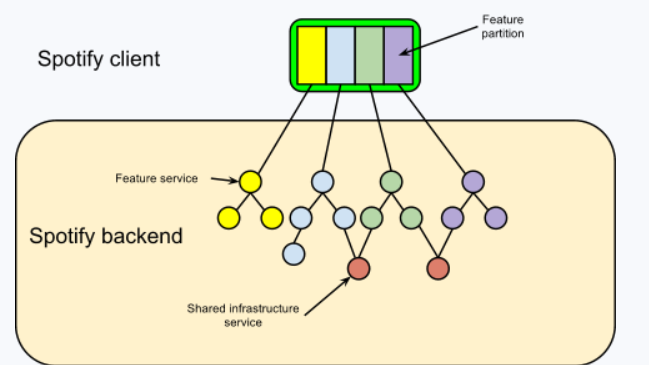 Feature
partition
Spotify client
Feature service
Spotify backend
Shared infrastructure
service